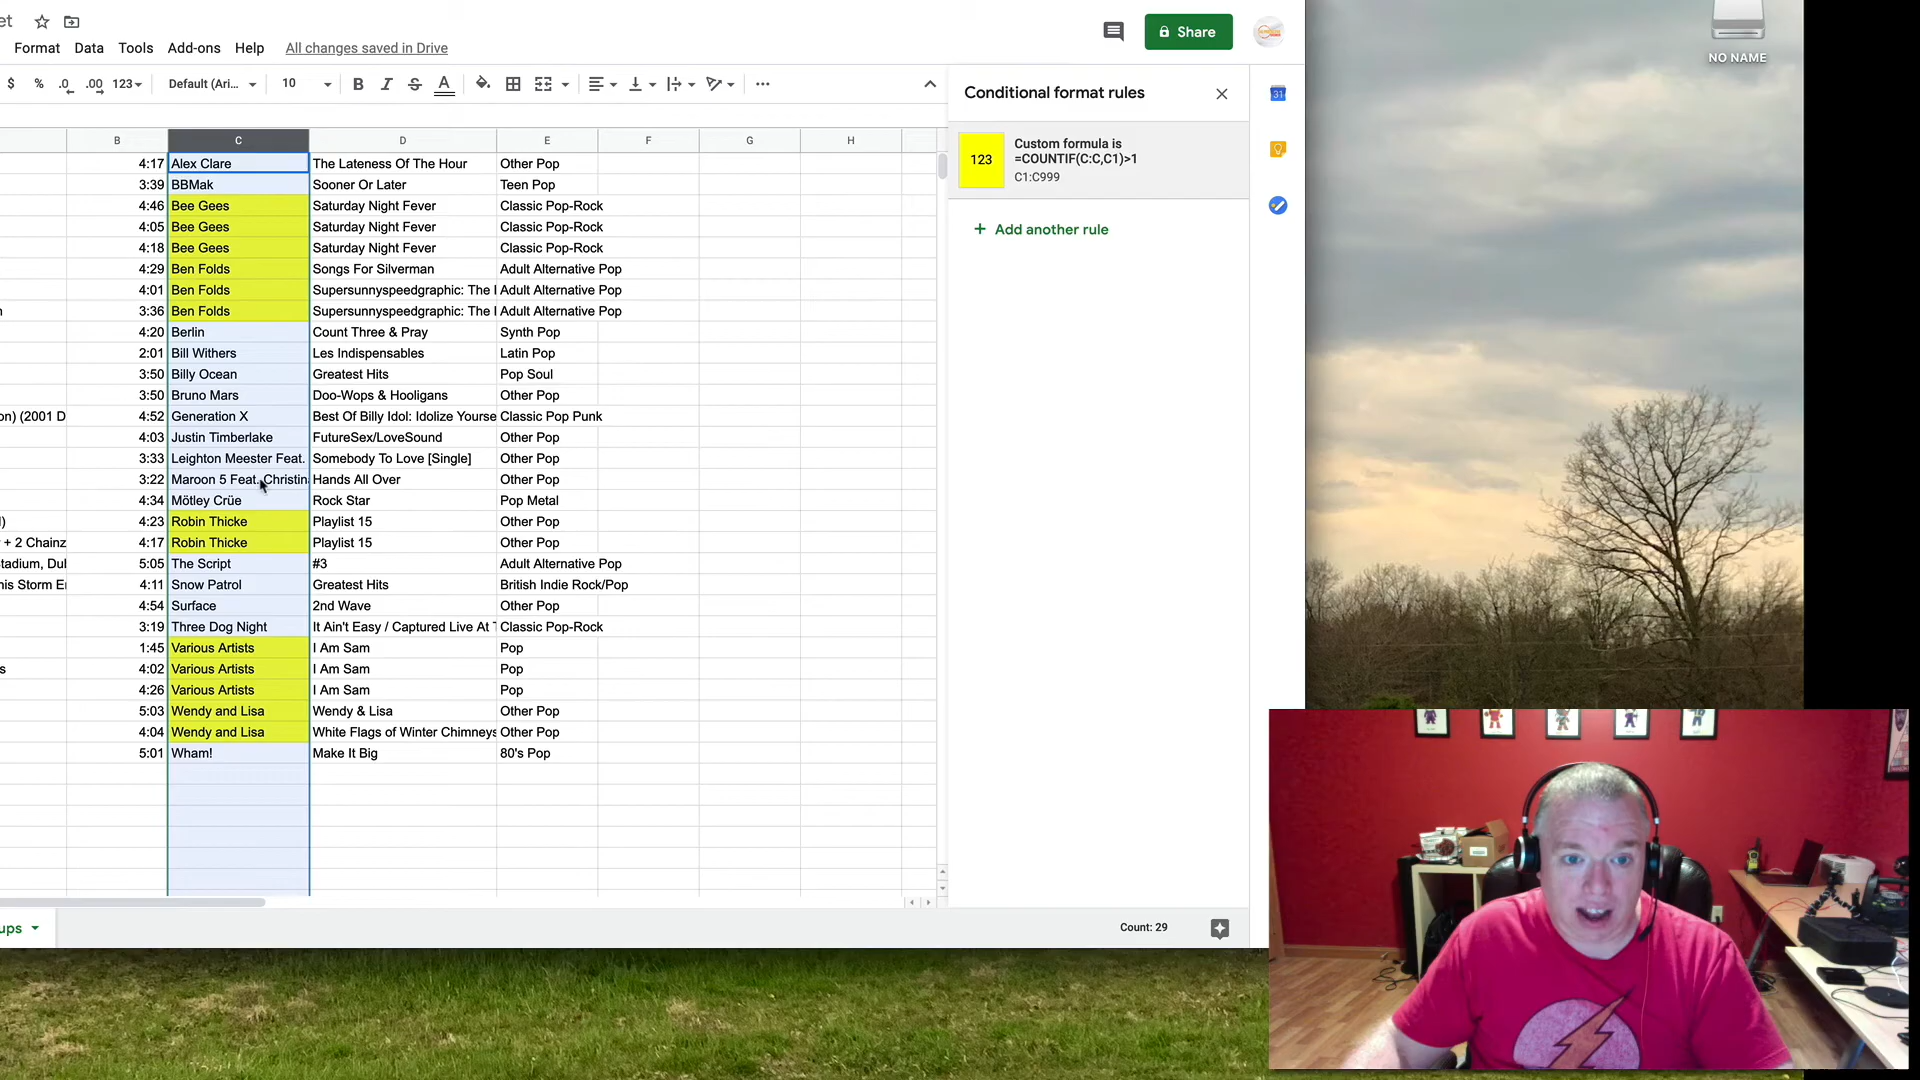 et
NO NAME
Format Data Tools Add-ons Help All changes saved in Drive
Share
$ % .0 .00 123 Default (Ari... 10 B I S A
Conditional format rules
31
B C D E F G H
123
Custom formula is
=COUNTIF(C:C,C1)>1
C1:C999
+ Add another rule
4:17 Alex Clare The Lateness Of The Hour Other Pop
3:39 BBMak Sooner Or Later Teen Pop
4:46 Bee Gees Saturday Night Fever Classic Pop-Rock
4:05 Bee Gees Saturday Night Fever Classic Pop-Rock
4:18 Bee Gees Saturday Night Fever Classic Pop-Rock
4:29 Ben Folds Songs For Silverman Adult Alternative Pop
4:01 Ben Folds Supersunnyspeedgraphic: The I Adult Alternative Pop
n 3:36 Ben Folds Supersunnyspeedgraphic: The I Adult Alternative Pop
4:20 Berlin Count Three & Pray Synth Pop
2:01 Bill Withers Les Indispensables Latin Pop
3:50 Billy Ocean Greatest Hits Pop Soul
3:50 Bruno Mars Doo-Wops & Hooligans Other Pop
on) (2001 D 4:52 Generation X Best Of Billy Idol: Idolize Yourse Classic Pop Punk
4:03 Justin Timberlake FutureSex/LoveSound Other Pop
3:33 Leighton Meester Feat. Somebody To Love [Single] Other Pop
3:22 Maroon 5 Feat. Christina Hands All Over Other Pop
4:34 Mötley Crüe Rock Star Pop Metal
) 4:23 Robin Thicke Playlist 15 Other Pop
+ 2 Chainz 4:17 Robin Thicke Playlist 15 Other Pop
tadium, Dul 5:05 The Script #3 Adult Alternative Pop
his Storm E 4:11 Snow Patrol Greatest Hits British Indie Rock/Pop
4:54 Surface 2nd Wave Other Pop
3:19 Three Dog Night It Ain't Easy / Captured Live At Classic Pop-Rock
1:45 Various Artists I Am Sam Pop
s 4:02 Various Artists I Am Sam Pop
4:26 Various Artists I Am Sam Pop
5:03 Wendy and Lisa Wendy & Lisa Other Pop
4:04 Wendy and Lisa White Flags of Winter Chimneys Other Pop
5:01 Wham! Make It Big 80's Pop
ups
Count: 29